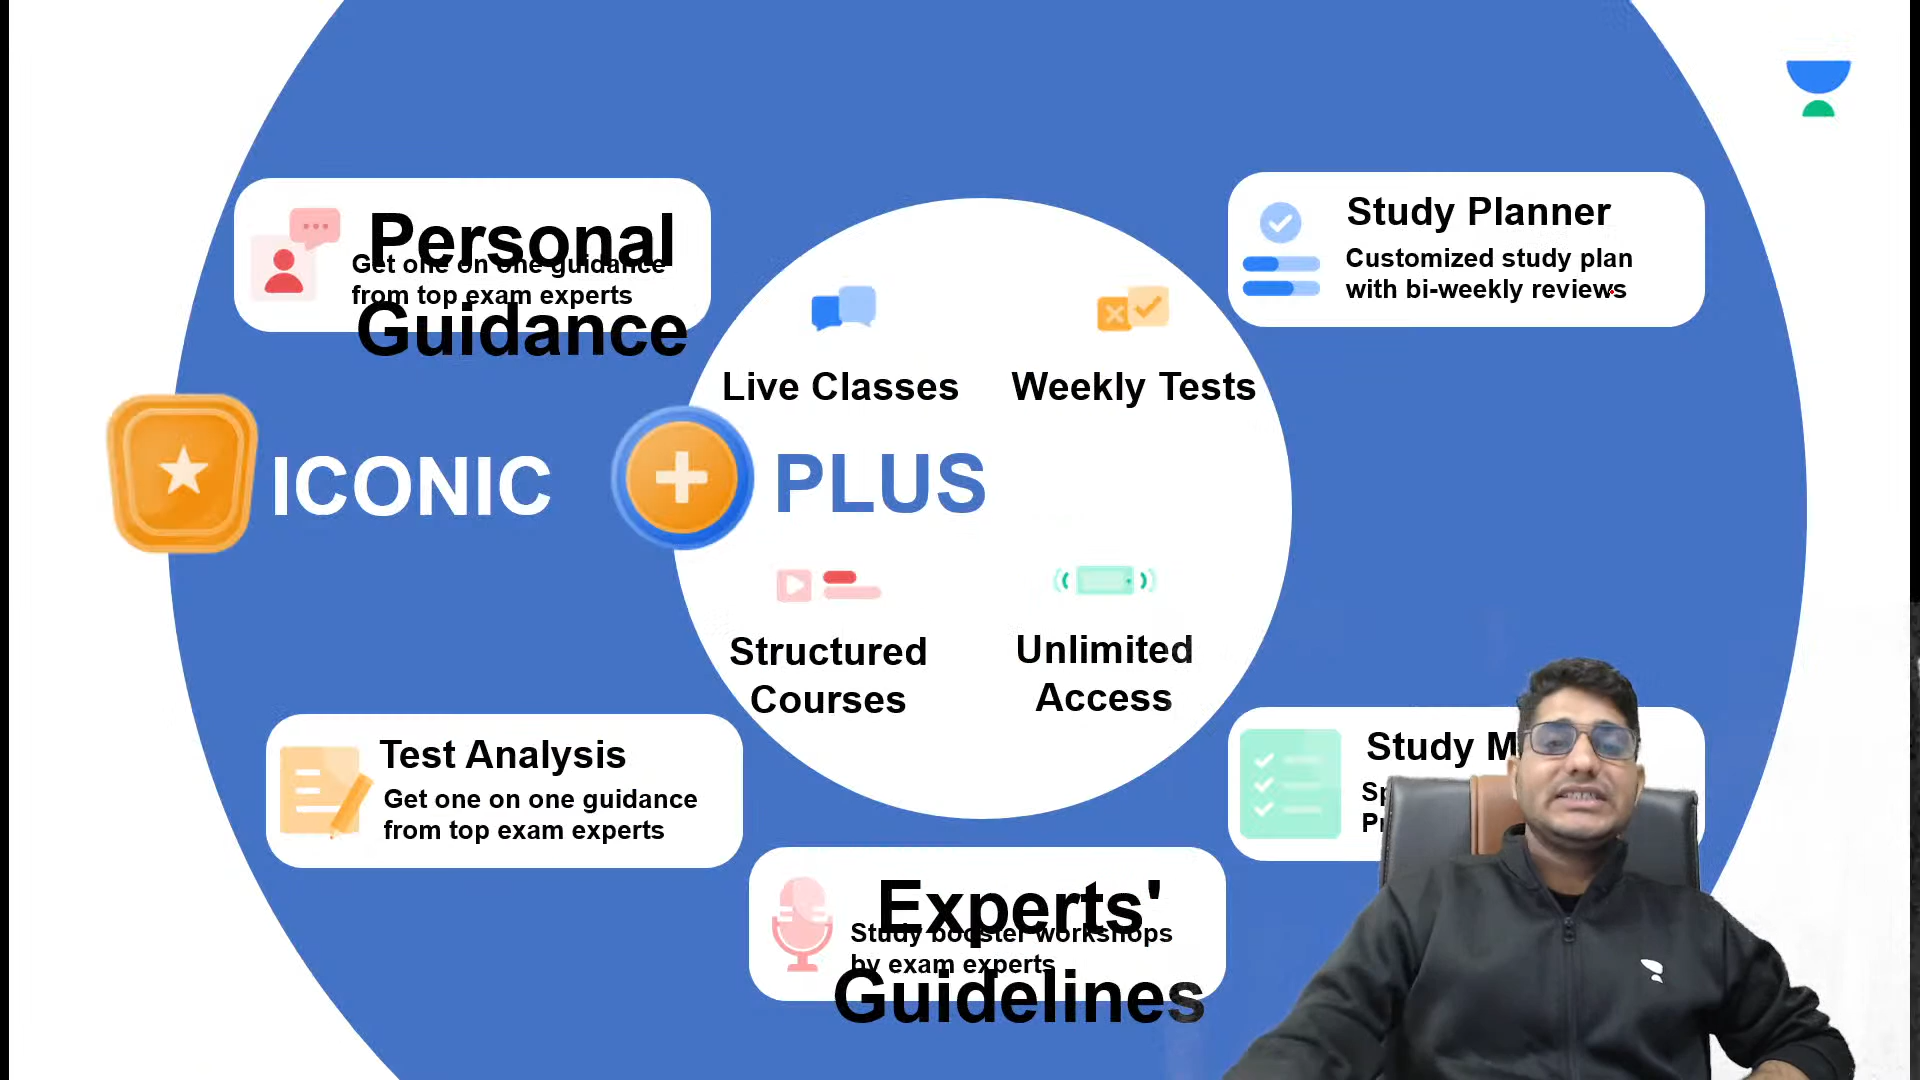 Personal
Guidance
Get one on one guidance
from top exam experts
Study Planner
Customized study plan
with bi-weekly reviews
Live Classes
Weekly Tests
ICONIC
PLUS
Structured
Courses
Unlimited
Access
Test Analysis
Get one on one guidance
from top exam experts
Study
Experts'
Guidelines
Study booster workshops
by exam experts